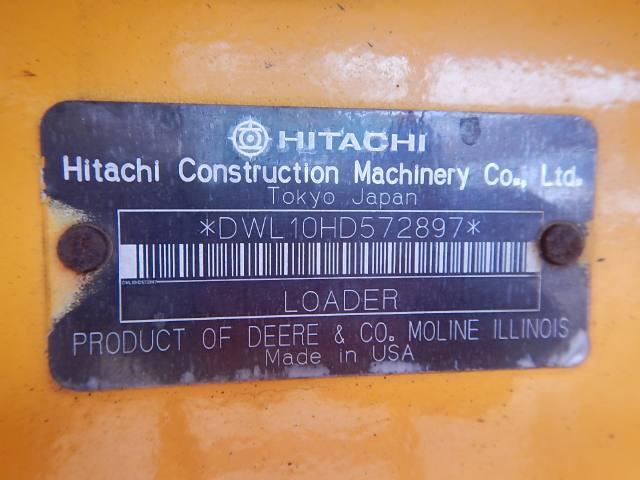 HITACHI
Hitachi Construction Machinery Co., Ltd.
Tokyo Japan
*DWL10HD572897*
DWL10HD572897
LOADER
PRODUCT OF DEERE & CO. MOLINE ILLINOIS
Made in USA